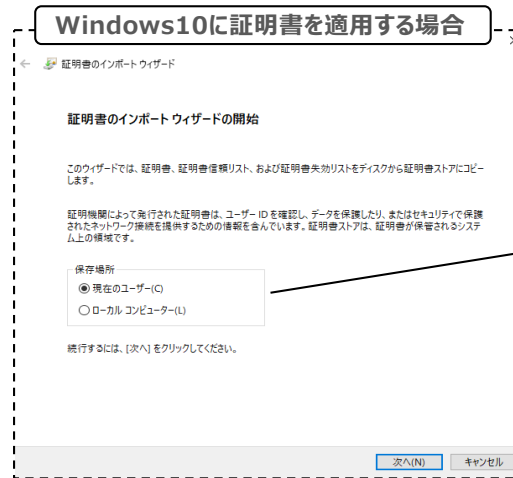 Windows10に証明書を適用する場合
証明書のインポート ウィザード
証明書のインポート ウィザードの開始
このウィザードでは、証明書、証明書信頼リスト、および証明書失効リストをディスクから証明書ストアにコピー
します。
証明機関によって発行された証明書は、ユーザー ID を確認し、データを保護したり、またはセキュリティで保護
されたネットワーク接続を提供するための情報を含んでいます。証明書ストアは、証明書が保管されるシステ
ム上の領域です。
保存場所
現在のユーザー(C)
ローカル コンピューター(L)
続行するには、[次へ] をクリックしてください。
次へ(N)
キャンセル